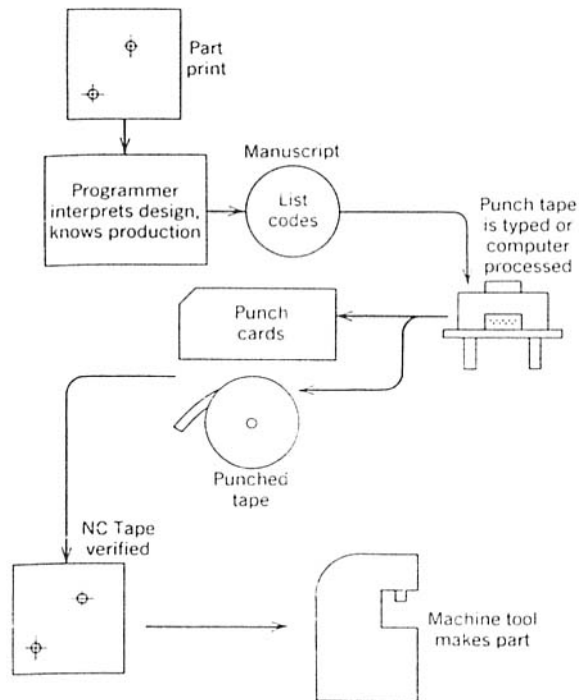 Part
print
Manuscript
Programmer
interprets design,
knows production
List
codes
Punch tape
is typed or
computer
processed
Punch
cards
Punched
tape
NC Tape
verified
Machine tool
makes part